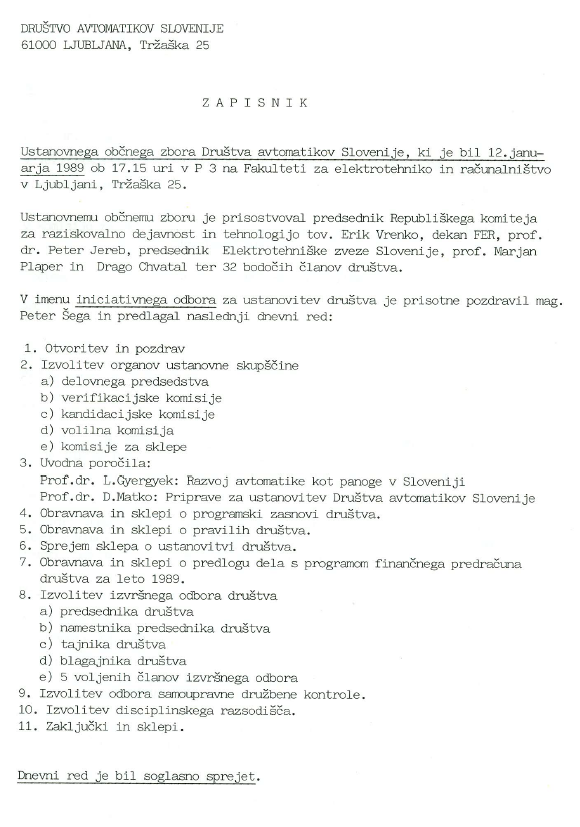 DRUŠTVO AVTOMATIKOV SLOVENIJE
61000 LJUBLJANA, Tržaška 25
Z A P I S N I K
Ustanovnega občnega zbora Društva avtomatikov Slovenije, ki je bil 12.janu-
arja 1989 ob 17.15 uri v P 3 na Fakulteti za elektrotehniko in računalništvo
v Ljubljani, Tržaška 25.
Ustanovnemu občnemu zboru je prisostvoval predsednik Republiškega komiteja
za raziskovalno dejavnost in tehnologijo tov. Erik Vrenko, dekan FER, prof.
dr. Peter Jereb, predsednik Elektrotehniške zveze Slovenije, prof. Marjan
Plaper in Drago Chvatal ter 32 bodočih članov društva.
V imenu iniciativnega odbora za ustanovitev društva je prisotne pozdravil mag.
Peter Šega in predlagal naslednji dnevni red:
1. Otvoritev in pozdrav
2. Izvolitev organov ustanovne skupščine
a) delovnega predsedstva
b) verifikacijske komisije
c) kandidacijske komisije
d) volilna komisija
e) komisije za sklepe
3. Uvodna poročila:
Prof.dr. L.Gyergyek: Razvoj avtomatike kot panoge v Sloveniji
Prof.dr. D.Matko: Priprave za ustanovitev Društva avtomatikov Slovenije
4. Obravnava in sklepi o programski zasnovi društva.
5. Obravnava in sklepi o pravilih društva.
6. Sprejem sklepa o ustanovitvi društva.
7. Obravnava in sklepi o predlogu dela s programom finančnega predračuna
društva za leto 1989.
8. Izvolitev izvršnega odbora društva
a) predsednika društva
b) namestnika predsednika društva
c) tajnika društva
d) blagajnika društva
e) 5 voljenih članov izvršnega odbora
9. Izvolitev odbora samoupravne družbene kontrole.
10. Izvolitev disciplinskega razsodišča.
11. Zaključki in sklepi.
Dnevni red je bil soglasno sprejet.